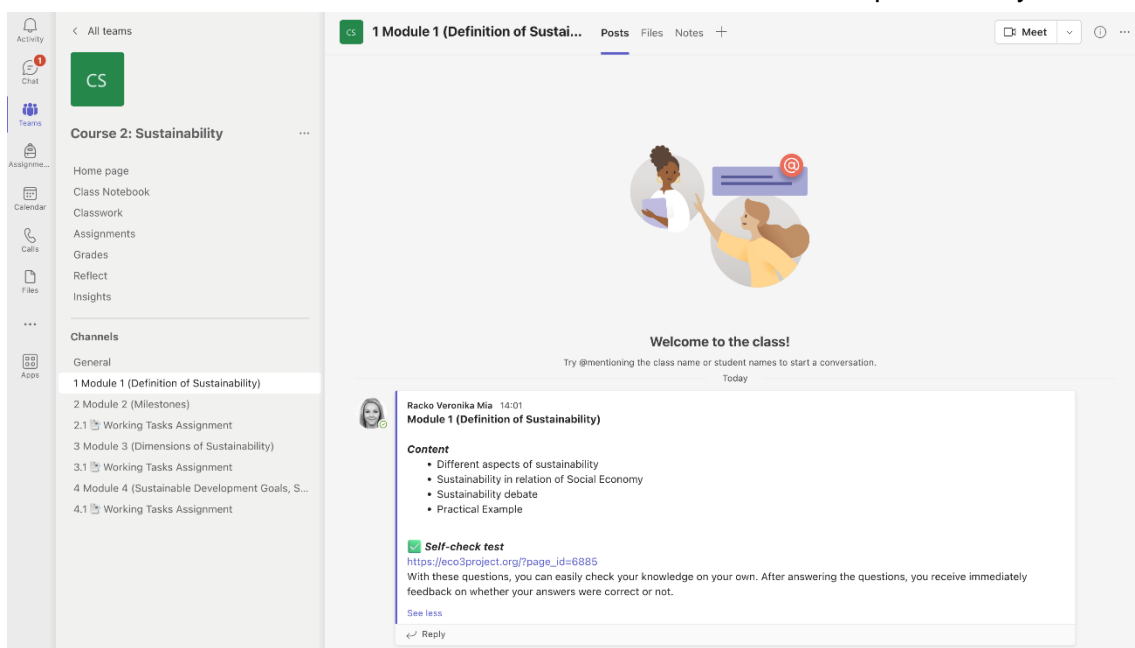 Activity
Chat
1
Teams
Assignme...
Calendar
Calls
Files
Apps
All teams
CS
Course 2: Sustainability
Home page
Class Notebook
Classwork
Assignments
Grades
Reflect
Insights
Channels
General
1 Module 1 (Definition of Sustainability)
2 Module 2 (Milestones)
2.1 Working Tasks Assignment
3 Module 3 (Dimensions of Sustainability)
3.1 Working Tasks Assignment
4 Module 4 (Sustainable Development Goals, S...
4.1 Working Tasks Assignment
CS 1 Module 1 (Definition of Sustai... Posts Files Notes
Meet
@
Welcome to the class!
Try @mentioning the class name or student names to start a conversation.
Today
Racko Veronika Mia 14:01
Module 1 (Definition of Sustainability)
Content
• Different aspects of sustainability
• Sustainability in relation of Social Economy
• Sustainability debate
• Practical Example
✅ Self-check test
https://eco3project.org/?page_id=6885
With these questions, you can easily check your knowledge on your own. After answering the questions, you receive immediately
feedback on whether your answers were correct or not.
See less
Reply